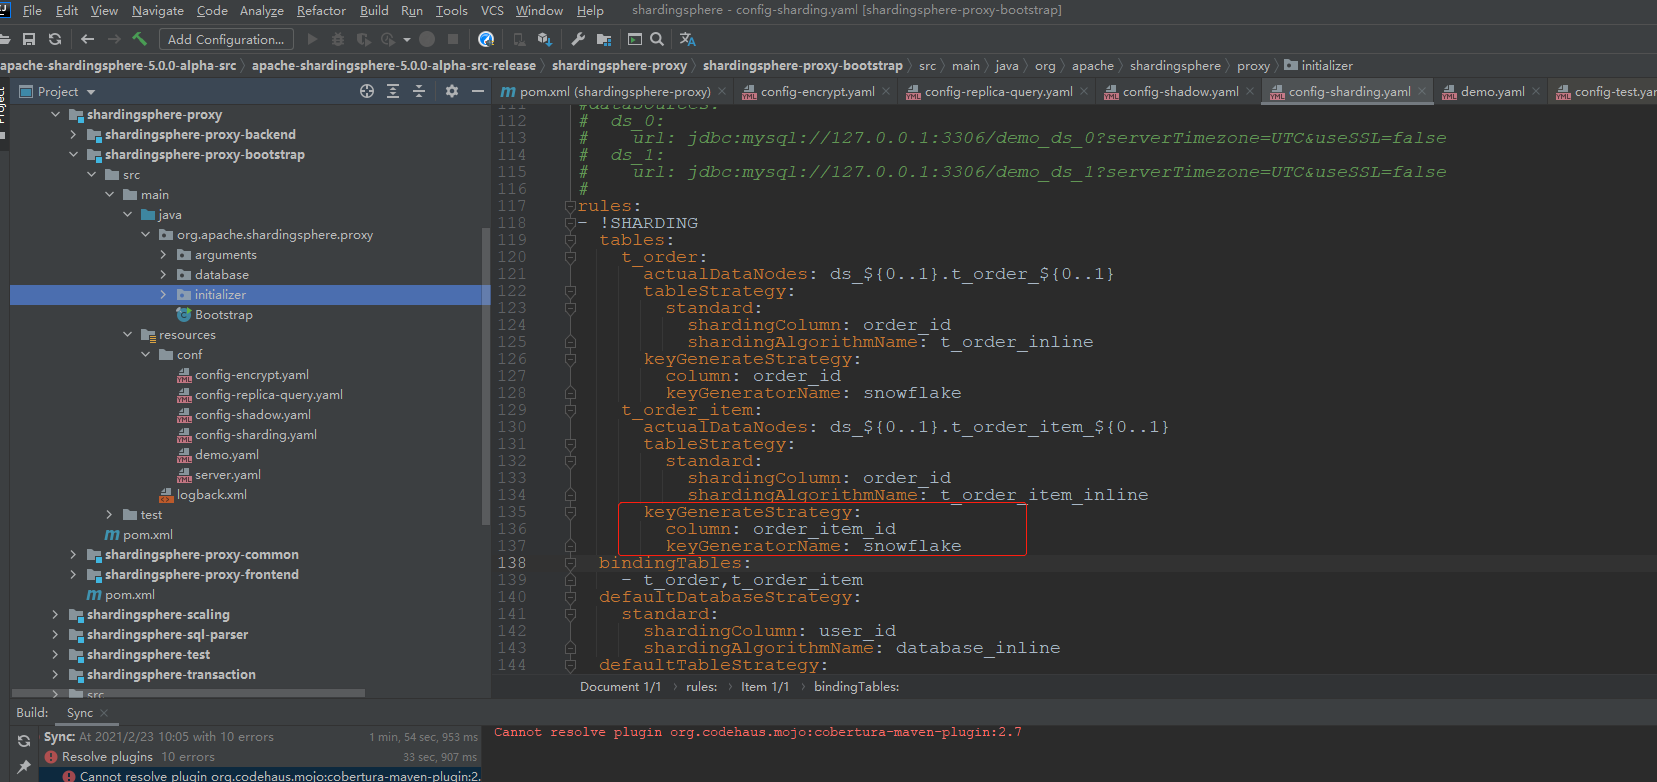 File Edit View Navigate Code Analyze Refactor Build Run Tools VCS Window Help shardingsphere - config-sharding.yaml [shardingsphere-proxy-bootstrap]
Add Configuration...
apache-shardingsphere-5.0.0-alpha-src 〉 apache-shardingsphere-5.0.0-alpha-src-release 〉 shardingsphere-proxy 〉 shardingsphere-proxy-bootstrap 〉 src 〉 main 〉 java 〉 org 〉 apache 〉 shardingsphere 〉 proxy 〉 initializer
Project
Project
pom.xml (shardingsphere-proxy) config-encrypt.yaml config-replica-query.yaml config-shadow.yaml config-sharding.yaml demo.yaml config-test.yam
shardingsphere-proxy
shardingsphere-proxy-backend
shardingsphere-proxy-bootstrap
src
main
java
org.apache.shardingsphere.proxy
arguments
database
initializer
Bootstrap
resources
conf
config-encrypt.yaml
config-replica-query.yaml
config-shadow.yaml
config-sharding.yaml
demo.yaml
server.yaml
logback.xml
test
pom.xml
shardingsphere-proxy-common
shardingsphere-proxy-frontend
pom.xml
shardingsphere-scaling
shardingsphere-sql-parser
shardingsphere-test
shardingsphere-transaction
src
111 #dataSources:
112 #  ds_0:
113 #    url: jdbc:mysql://127.0.0.1:3306/demo_ds_0?serverTimezone=UTC&useSSL=false
114 #  ds_1:
115 #    url: jdbc:mysql://127.0.0.1:3306/demo_ds_1?serverTimezone=UTC&useSSL=false
116 #
117 rules:
118 - !SHARDING
119   tables:
120     t_order:
121       actualDataNodes: ds_${0..1}.t_order_${0..1}
122       tableStrategy:
123         standard:
124           shardingColumn: order_id
125           shardingAlgorithmName: t_order_inline
126       keyGenerateStrategy:
127         column: order_id
128         keyGeneratorName: snowflake
129     t_order_item:
130       actualDataNodes: ds_${0..1}.t_order_item_${0..1}
131       tableStrategy:
132         standard:
133           shardingColumn: order_id
134           shardingAlgorithmName: t_order_item_inline
135       keyGenerateStrategy:
136         column: order_item_id
137         keyGeneratorName: snowflake
138   bindingTables:
139     - t_order,t_order_item
140   defaultDatabaseStrategy:
141     standard:
142       shardingColumn: user_id
143       shardingAlgorithmName: database_inline
144   defaultTableStrategy:
Document 1/1 › rules: › Item 1/1 › bindingTables:
Build: Sync
Sync: At 2021/2/23 10:05 with 10 errors 1 min, 54 sec, 953 ms
Resolve plugins 10 errors 33 sec, 907 ms
Cannot resolve plugin org.codehaus.mojo:cobertura-maven-plugin:2.
Cannot resolve plugin org.codehaus.mojo:cobertura-maven-plugin:2.7